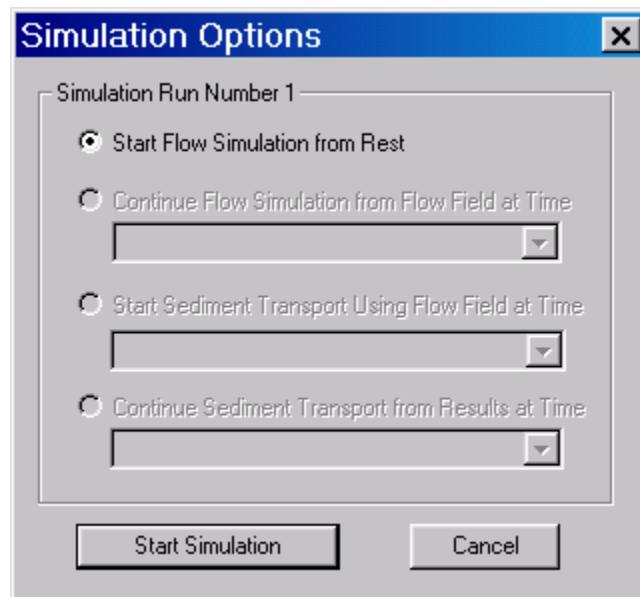 Simulation Options
Simulation Run Number 1
Start Flow Simulation from Rest
Continue Flow Simulation from Flow Field at Time
Start Sediment Transport Using Flow Field at Time
Continue Sediment Transport from Results at Time
Start Simulation
Cancel